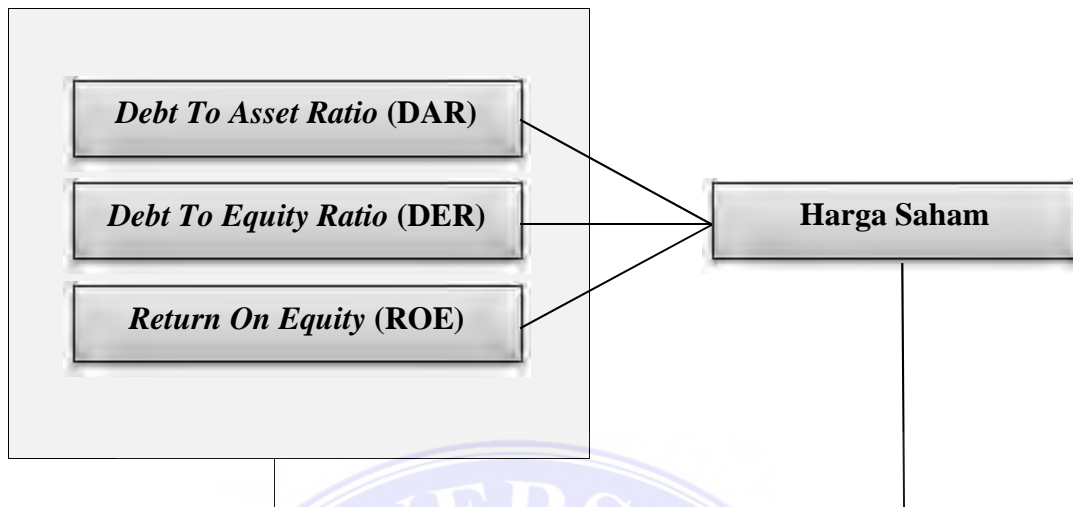 Debt To Asset Ratio (DAR)
Debt To Equity Ratio (DER)
Harga Saham
Return On Equity (ROE)